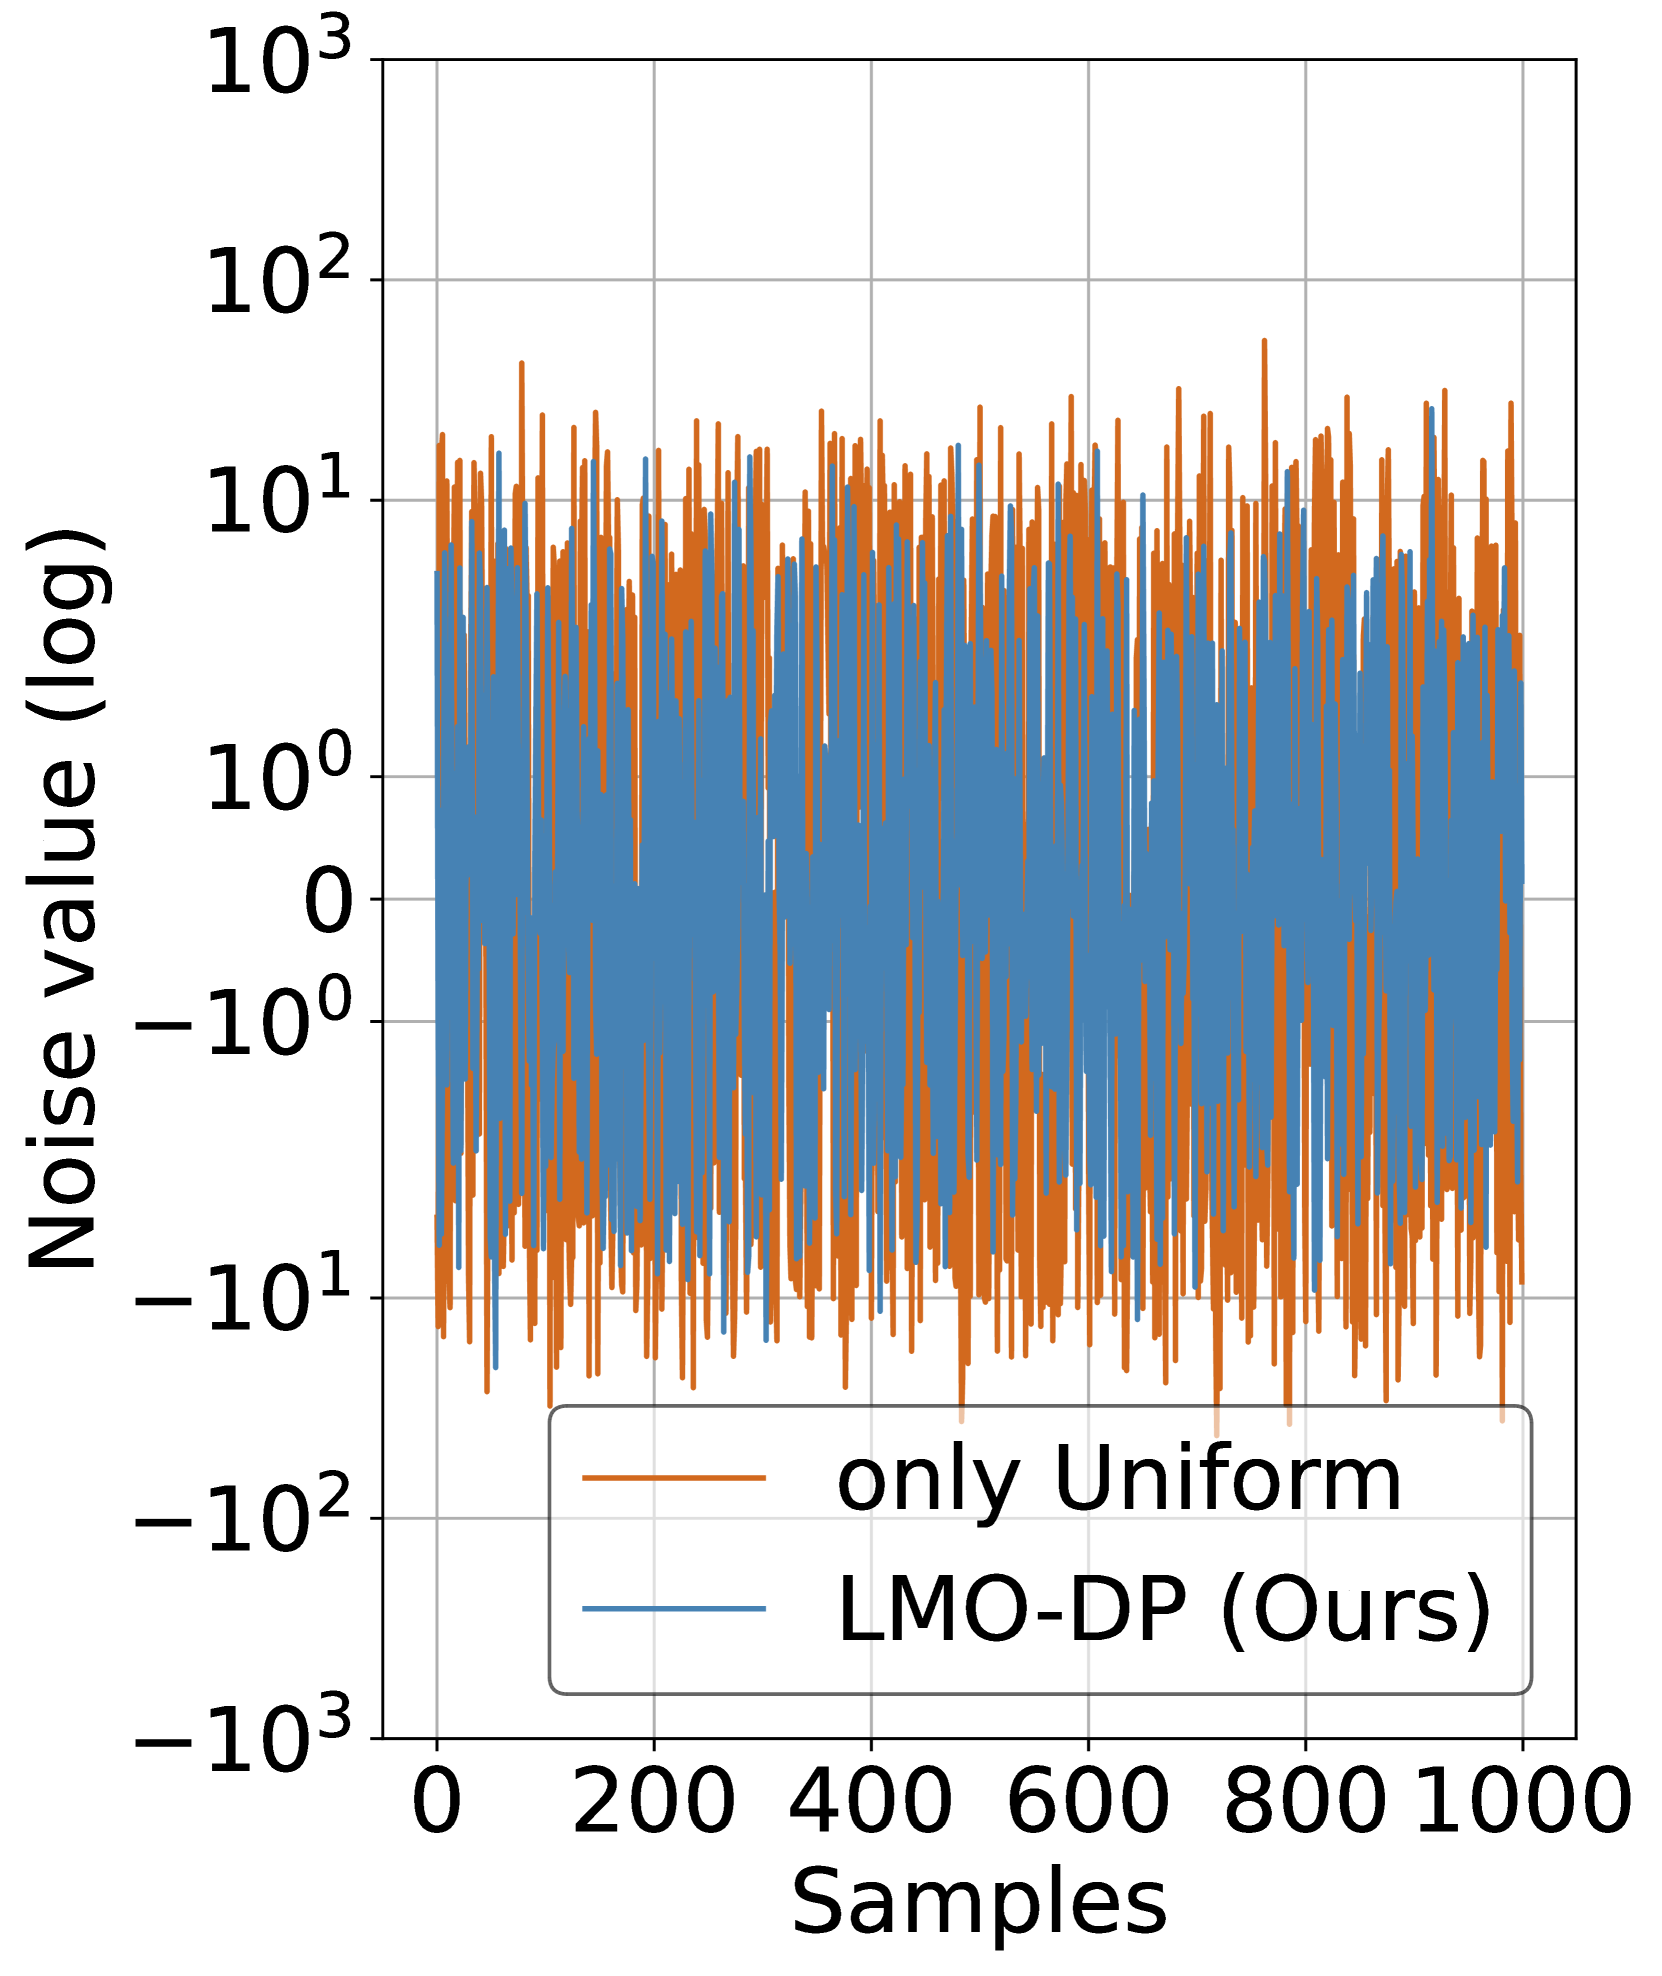 Noise value (log)
10³
10²
10¹
10⁰
0
−10⁰
−10¹
−10²
−10³
only Uniform
LMO-DP (Ours)
0 200 400 600 800 1000
Samples